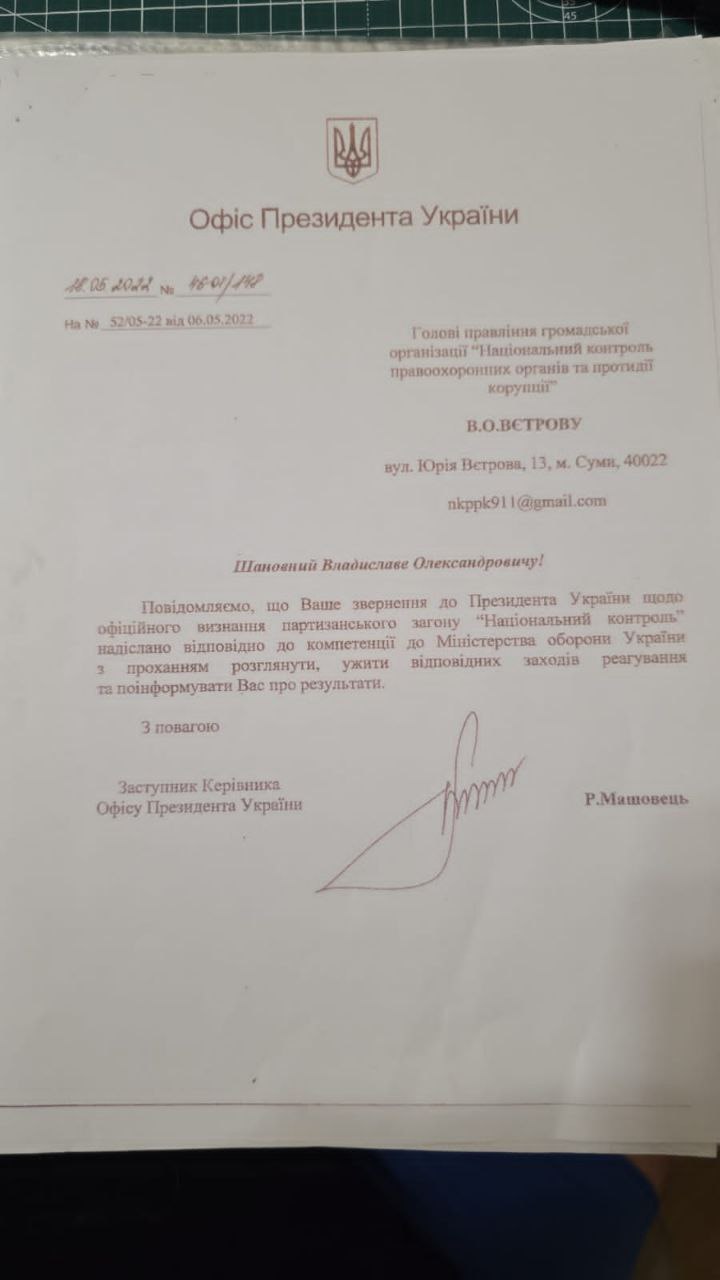 Офіс Президента України
18.05.2022 № 46-01/148
На № 52/05-22 від 06.05.2022
Голові правління громадської
організації “Національний контроль
правоохоронних органів та протидії
корупції”
В.О.ВЄТРОВУ
вул. Юрія Вєтрова, 13, м. Суми, 40022
nkppk911@gmail.com
Шановний Владиславе Олександровичу!
Повідомляємо, що Ваше звернення до Президента України щодо
офіційного визнання партизанського загону “Національний контроль”
надіслано відповідно до компетенції до Міністерства оборони України
з проханням розглянути, ужити відповідних заходів реагування
та поінформувати Вас про результати.
З повагою
Заступник Керівника
Офісу Президента України
Р.Машовець
45